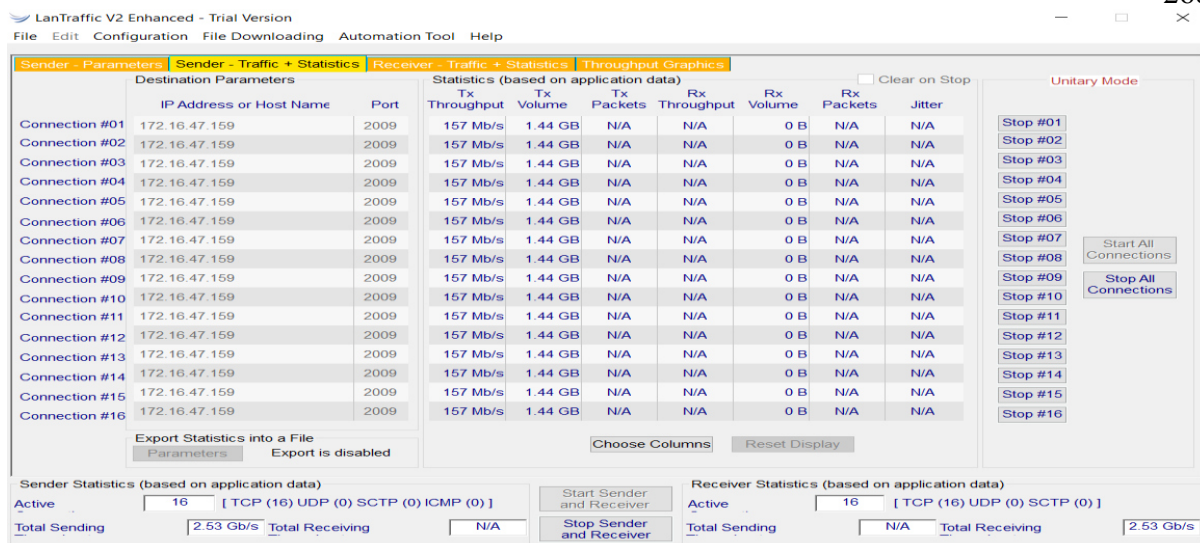 LanTraffic V2 Enhanced - Trial Version
File Edit Configuration File Downloading Automation Tool Help
Sender - Parameters Sender - Traffic + Statistics Receiver - Traffic + Statistics Throughput Graphics
Destination Parameters Statistics (based on application data) Clear on Stop Unitary Mode
IP Address or Host Name Port Tx Throughput Tx Volume Tx Packets Rx Throughput Rx Volume Rx Packets Jitter
Connection #01 172.16.47.159 2009 157 Mb/s 1.44 GB N/A N/A 0 B N/A N/A Stop #01
Connection #02 172.16.47.159 2009 157 Mb/s 1.44 GB N/A N/A 0 B N/A N/A Stop #02
Connection #03 172.16.47.159 2009 157 Mb/s 1.44 GB N/A N/A 0 B N/A N/A Stop #03
Connection #04 172.16.47.159 2009 157 Mb/s 1.44 GB N/A N/A 0 B N/A N/A Stop #04
Connection #05 172.16.47.159 2009 157 Mb/s 1.44 GB N/A N/A 0 B N/A N/A Stop #05
Connection #06 172.16.47.159 2009 157 Mb/s 1.44 GB N/A N/A 0 B N/A N/A Stop #06
Connection #07 172.16.47.159 2009 157 Mb/s 1.44 GB N/A N/A 0 B N/A N/A Stop #07
Start All Connections
Connection #08 172.16.47.159 2009 157 Mb/s 1.44 GB N/A N/A 0 B N/A N/A Stop #08
Connection #09 172.16.47.159 2009 157 Mb/s 1.44 GB N/A N/A 0 B N/A N/A Stop #09
Stop All Connections
Connection #10 172.16.47.159 2009 157 Mb/s 1.44 GB N/A N/A 0 B N/A N/A Stop #10
Connection #11 172.16.47.159 2009 157 Mb/s 1.44 GB N/A N/A 0 B N/A N/A Stop #11
Connection #12 172.16.47.159 2009 157 Mb/s 1.44 GB N/A N/A 0 B N/A N/A Stop #12
Connection #13 172.16.47.159 2009 157 Mb/s 1.44 GB N/A N/A 0 B N/A N/A Stop #13
Connection #14 172.16.47.159 2009 157 Mb/s 1.44 GB N/A N/A 0 B N/A N/A Stop #14
Connection #15 172.16.47.159 2009 157 Mb/s 1.44 GB N/A N/A 0 B N/A N/A Stop #15
Connection #16 172.16.47.159 2009 157 Mb/s 1.44 GB N/A N/A 0 B N/A N/A Stop #16
Export Statistics into a File
Parameters Export is disabled Choose Columns Reset Display
Sender Statistics (based on application data) Start Sender and Receiver Receiver Statistics (based on application data)
Active 16 [ TCP (16) UDP (0) SCTP (0) ICMP (0) ] Active 16 [ TCP (16) UDP (0) SCTP (0) ]
Total Sending 2.53 Gb/s Total Receiving N/A Stop Sender and Receiver Total Sending N/A Total Receiving 2.53 Gb/s